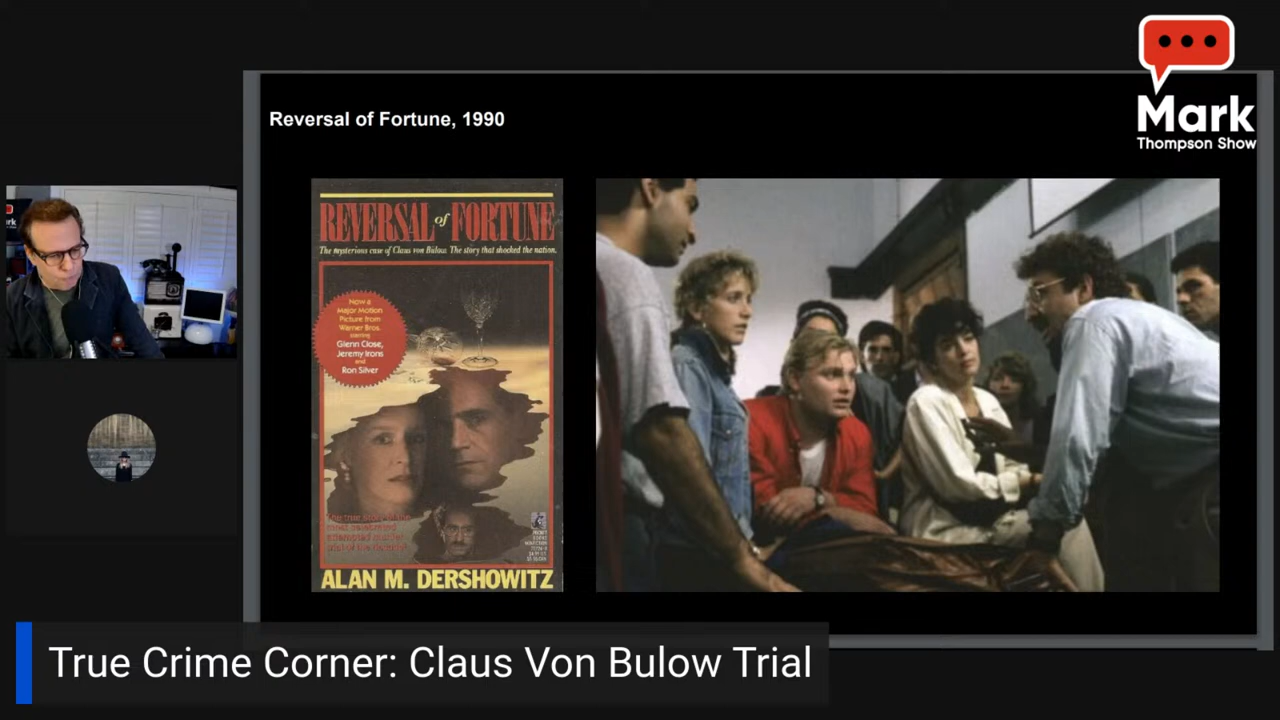 Mark
Thompson Show
Reversal of Fortune, 1990
REVERSAL of FORTUNE
The mysterious case of Claus von Bülow. The story that shocked the nation.
Now a
Major Motion
Picture from
Warner Bros.
starring
Glenn Close,
Jeremy Irons
and
Ron Silver
ALAN M. DERSHOWITZ
True Crime Corner: Claus Von Bulow Trial